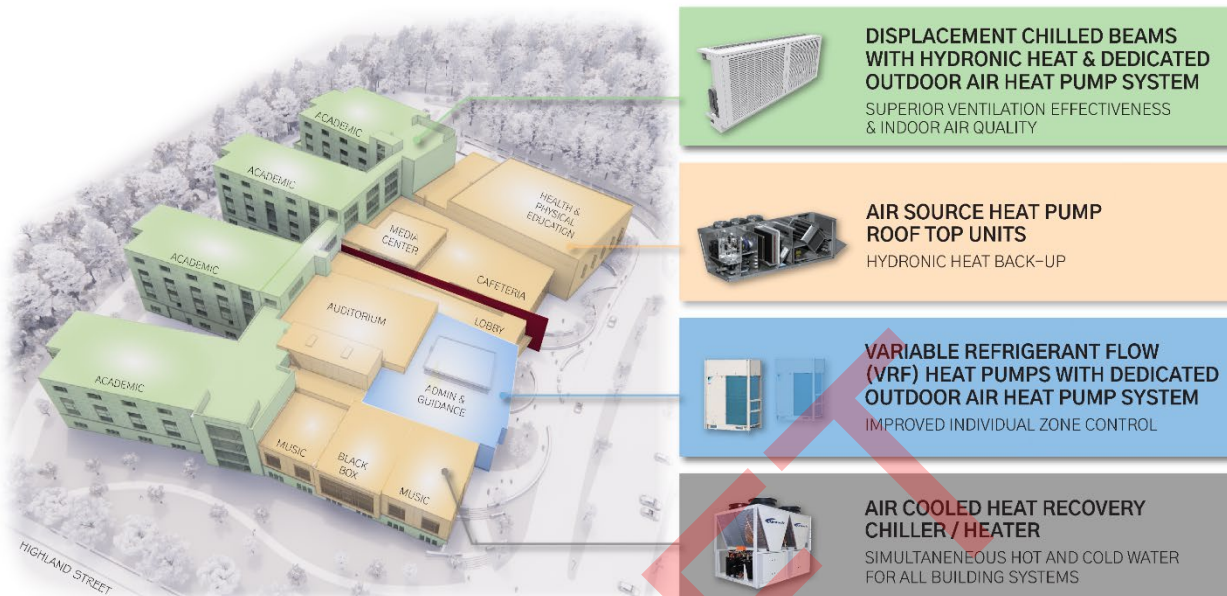 ACADEMIC
ACADEMIC
ACADEMIC
ACADEMIC
HEALTH &
PHYSICAL
EDUCATION
MEDIA
CENTER
CAFETERIA
AUDITORIUM
LOBBY
ADMIN &
GUIDANCE
MUSIC
BLACK
BOX
MUSIC
HIGHLAND STREET
DISPLACEMENT CHILLED BEAMS
WITH HYDRONIC HEAT & DEDICATED
OUTDOOR AIR HEAT PUMP SYSTEM
SUPERIOR VENTILATION EFFECTIVENESS
& INDOOR AIR QUALITY
AIR SOURCE HEAT PUMP
ROOF TOP UNITS
HYDRONIC HEAT BACK-UP
VARIABLE REFRIGERANT FLOW
(VRF) HEAT PUMPS WITH DEDICATED
OUTDOOR AIR HEAT PUMP SYSTEM
IMPROVED INDIVIDUAL ZONE CONTROL
AIR COOLED HEAT RECOVERY
CHILLER / HEATER
SIMULTANEOUS HOT AND COLD WATER
FOR ALL BUILDING SYSTEMS